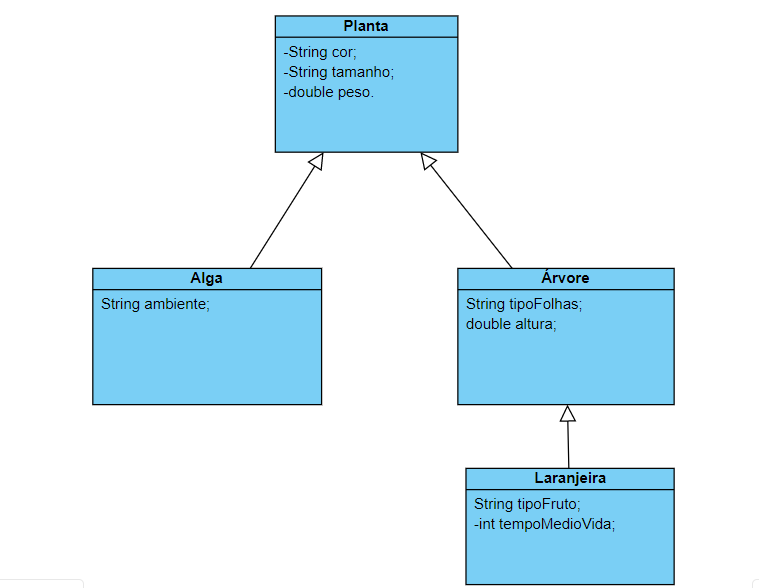 Planta
-String cor;
-String tamanho;
-double peso.
Alga
String ambiente;
Árvore
String tipoFolhas;
double altura;
Laranjeira
String tipoFruto;
-int tempoMedioVida;